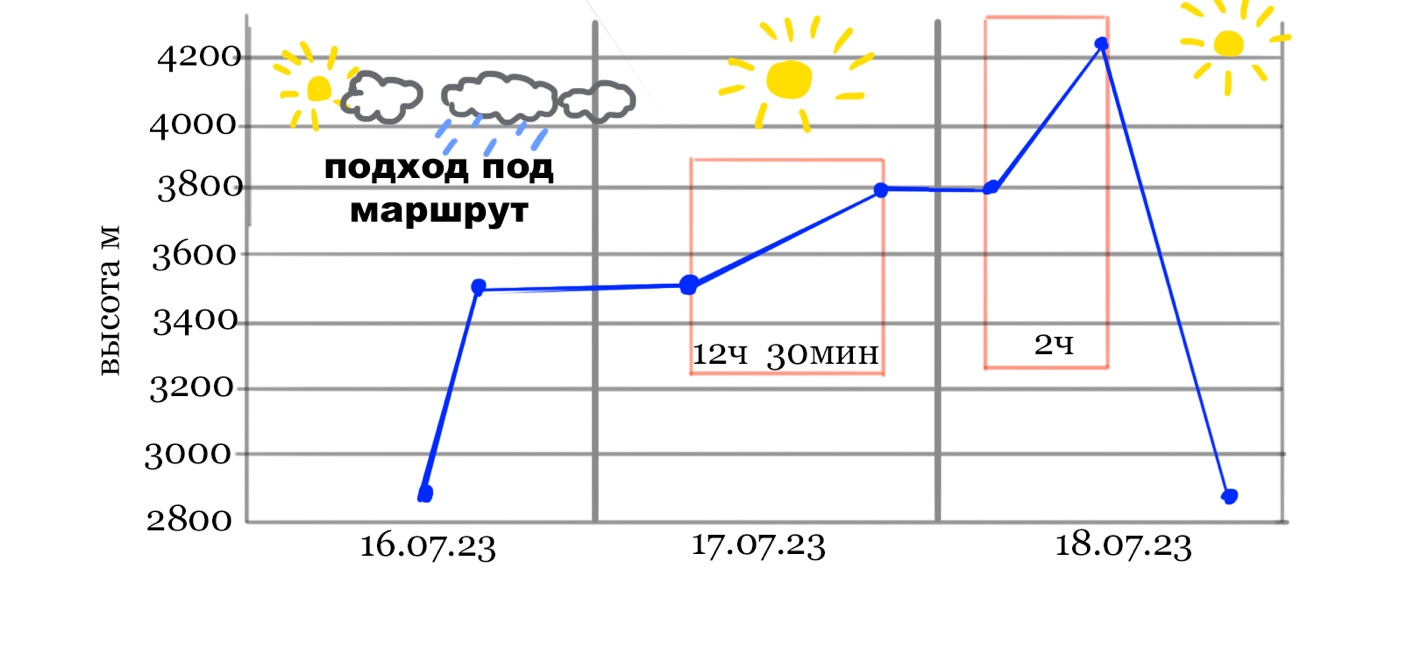 4200
4000
подход под
3800
маршрут
высота м
3600
3400
12ч 30мин
2ч
3200
3000
2800
16.07.23
17.07.23
18.07.23